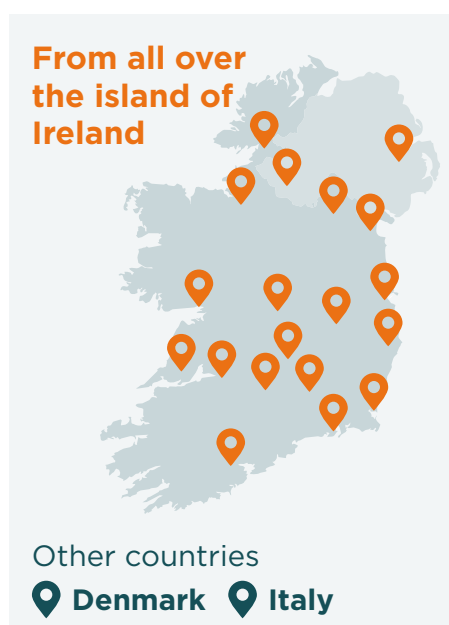 From all over
the island of
Ireland
Other countries
Denmark Italy